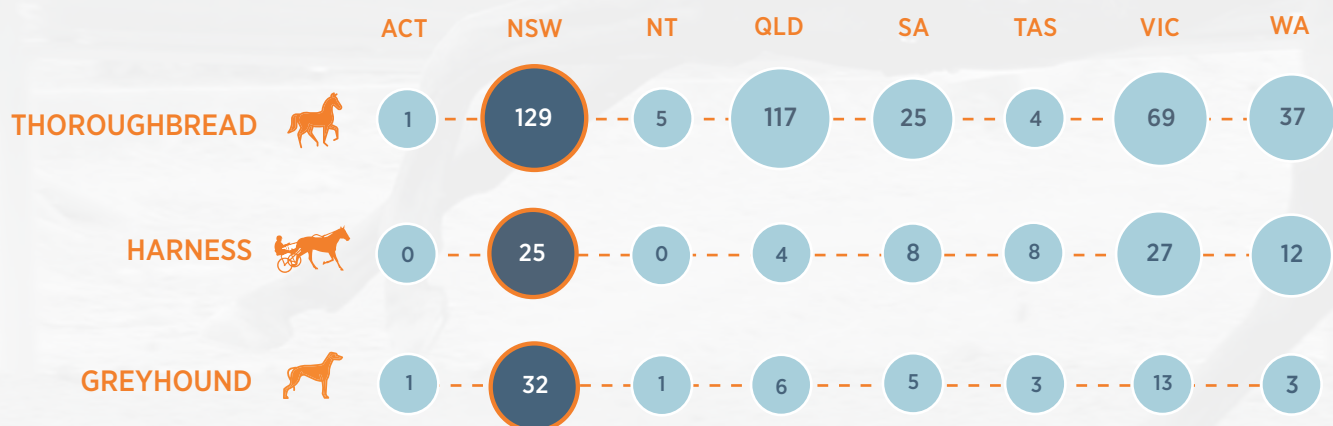 ACT NSW NT QLD SA TAS VIC WA
THOROUGHBREAD 1 129 5 117 25 4 69 37
HARNESS 0 25 0 4 8 8 27 12
GREYHOUND 1 32 1 6 5 3 13 3